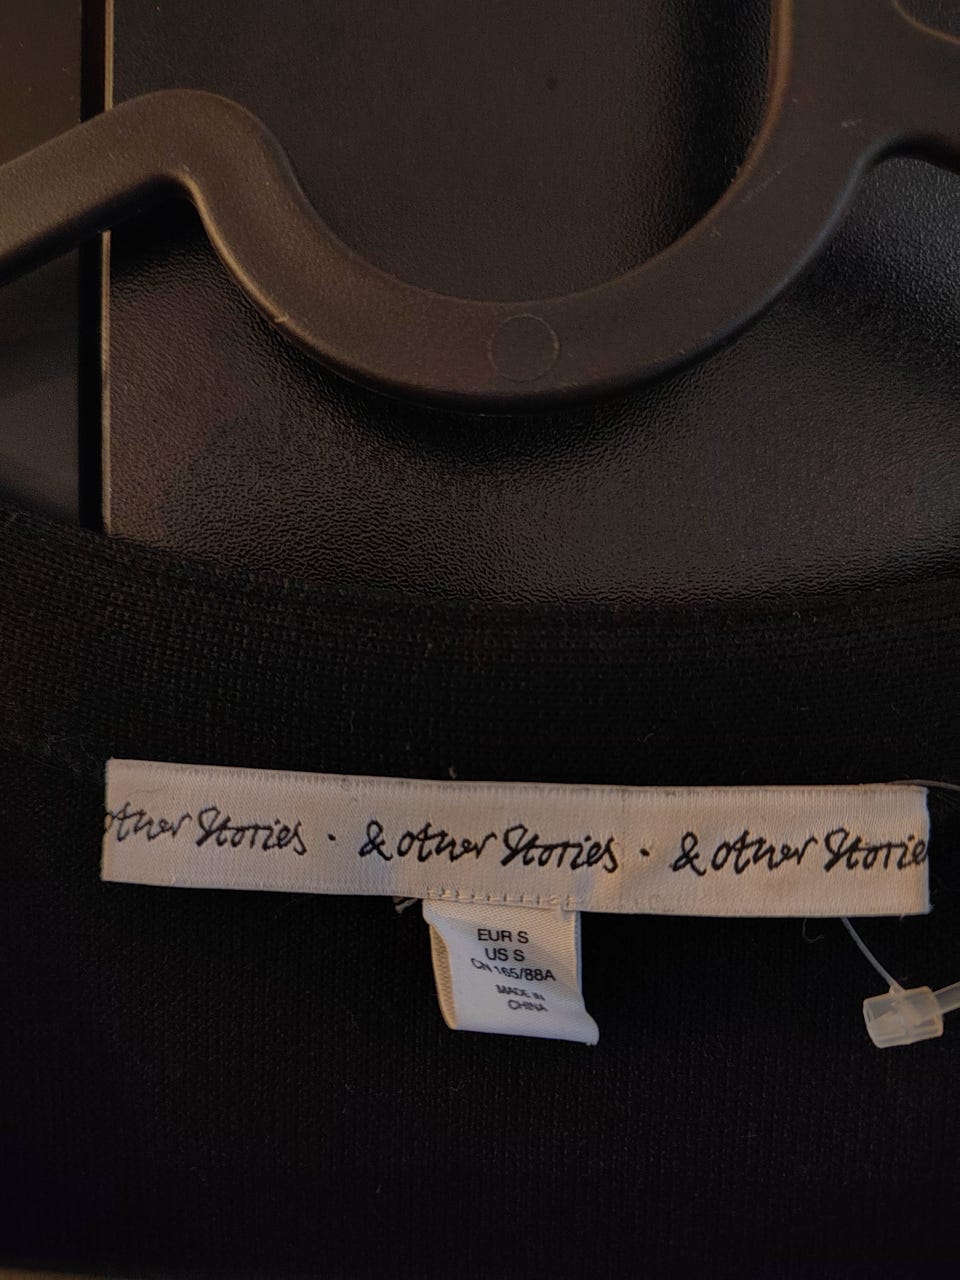 other Stories · & other Stories · & other Storie
EUR S
US S
CN 165/88A
MADE IN
CHINA